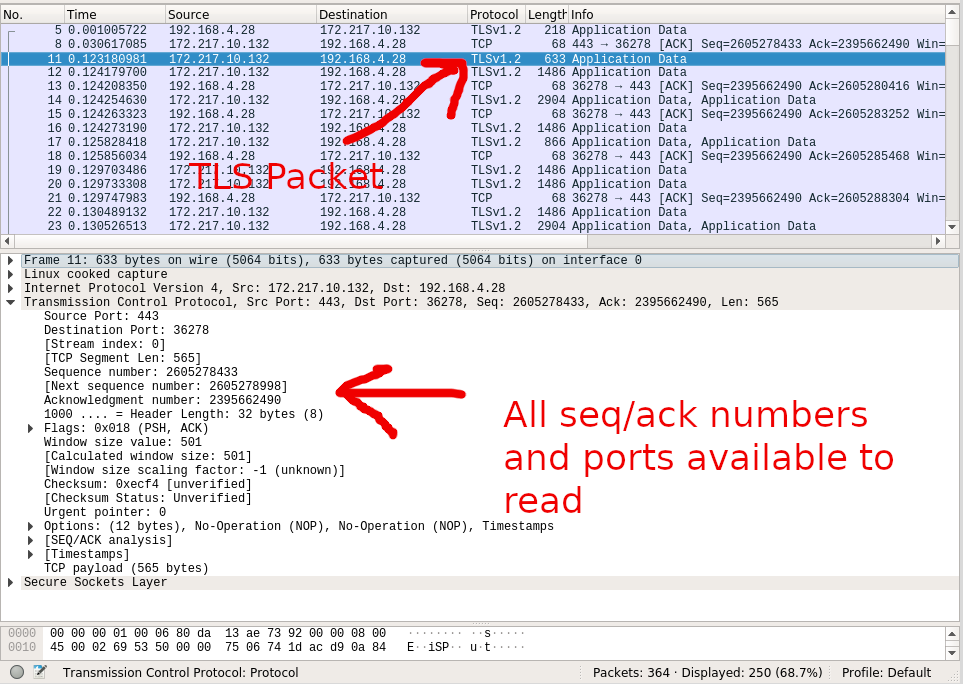 No. Time Source Destination Protocol Length Info
5 0.001005722 192.168.4.28 172.217.10.132 TLSv1.2 218 Application Data
8 0.030617085 172.217.10.132 192.168.4.28 TCP 68 443 → 36278 [ACK] Seq=2605278433 Ack=2395662490 Win=
11 0.123180981 172.217.10.132 192.168.4.28 TLSv1.2 633 Application Data
12 0.124179700 172.217.10.132 192.168.4.28 TLSv1.2 1486 Application Data
13 0.124208350 192.168.4.28 172.217.10.132 TCP 68 36278 → 443 [ACK] Seq=2395662490 Ack=2605280416 Win=
14 0.124254630 172.217.10.132 192.168.4.28 TLSv1.2 2904 Application Data, Application Data
15 0.124263323 192.168.4.28 172.217.10.132 TCP 68 36278 → 443 [ACK] Seq=2395662490 Ack=2605283252 Win=
16 0.124273190 172.217.10.132 192.168.4.28 TLSv1.2 1486 Application Data
17 0.125828418 172.217.10.132 192.168.4.28 TLSv1.2 866 Application Data, Application Data
18 0.125856034 192.168.4.28 172.217.10.132 TCP 68 36278 → 443 [ACK] Seq=2395662490 Ack=2605285468 Win=
TLS Packet
19 0.129703486 172.217.10.132 192.168.4.28 TLSv1.2 1486 Application Data
20 0.129733308 172.217.10.132 192.168.4.28 TLSv1.2 1486 Application Data
21 0.129747983 192.168.4.28 172.217.10.132 TCP 68 36278 → 443 [ACK] Seq=2395662490 Ack=2605288304 Win=
22 0.130489132 172.217.10.132 192.168.4.28 TLSv1.2 1486 Application Data
23 0.130526513 172.217.10.132 192.168.4.28 TLSv1.2 2904 Application Data, Application Data
Frame 11: 633 bytes on wire (5064 bits), 633 bytes captured (5064 bits) on interface 0
Linux cooked capture
Internet Protocol Version 4, Src: 172.217.10.132, Dst: 192.168.4.28
Transmission Control Protocol, Src Port: 443, Dst Port: 36278, Seq: 2605278433, Ack: 2395662490, Len: 565
Source Port: 443
Destination Port: 36278
[Stream index: 0]
[TCP Segment Len: 565]
Sequence number: 2605278433
[Next sequence number: 2605278998]
Acknowledgment number: 2395662490
1000 .... = Header Length: 32 bytes (8)
Flags: 0x018 (PSH, ACK)
Window size value: 501
[Calculated window size: 501]
[Window size scaling factor: -1 (unknown)]
Checksum: 0xecf4 [unverified]
[Checksum Status: Unverified]
Urgent pointer: 0
Options: (12 bytes), No-Operation (NOP), No-Operation (NOP), Timestamps
[SEQ/ACK analysis]
[Timestamps]
TCP payload (565 bytes)
Secure Sockets Layer
All seq/ack numbers
and ports available to
read
0000 00 00 00 01 00 06 80 da 13 ae 73 92 00 00 08 00 ········ ··s·····
0010 45 00 02 69 53 50 00 00 75 06 74 1d ac d9 0a 84 E··iSP·· u·t·····
Transmission Control Protocol: Protocol Packets: 364 · Displayed: 250 (68.7%) Profile: Default